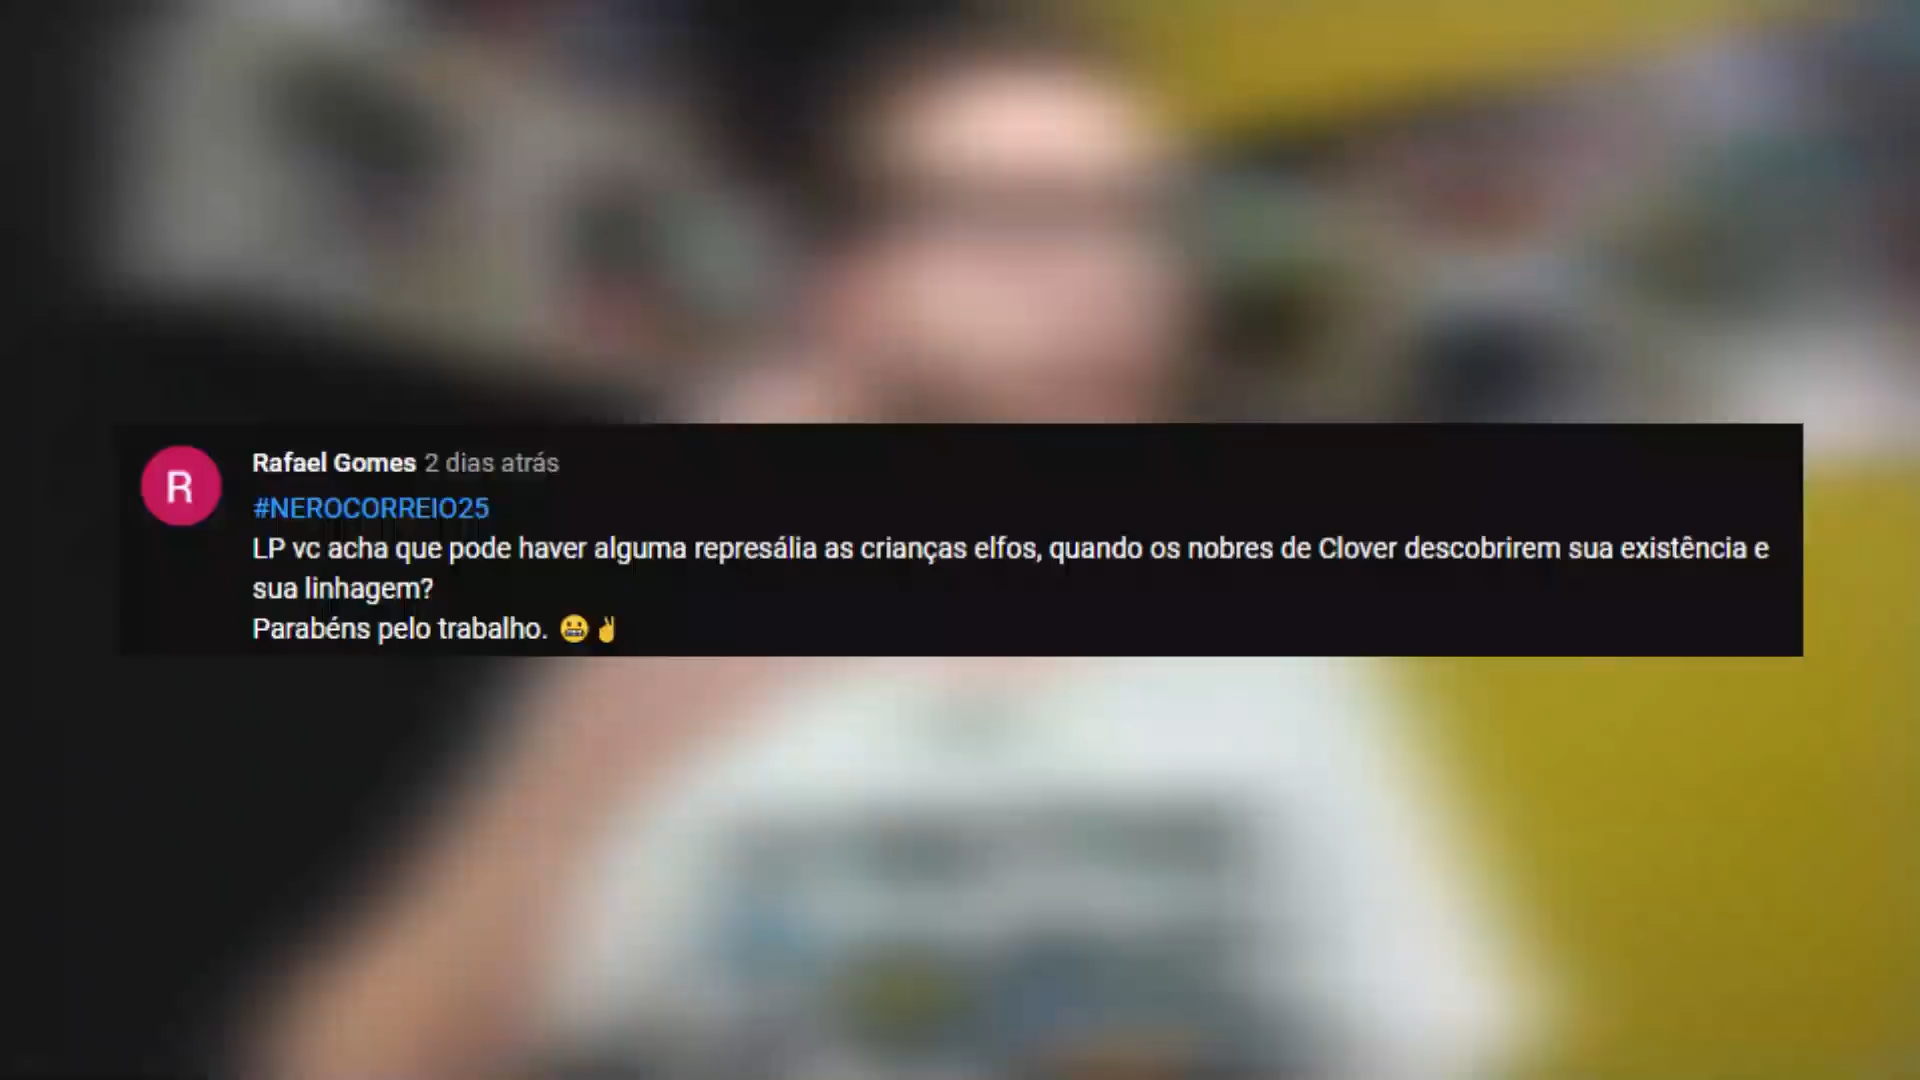 R
Rafael Gomes 2 dias atrás
#NEROCORREIO25
LP vc acha que pode haver alguma represália as crianças elfos, quando os nobres de Clover descobrirem sua existência e
sua linhagem?
Parabéns pelo trabalho. 😬✌